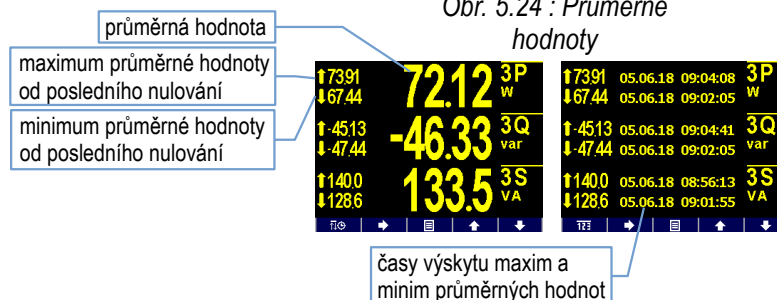 Obr. 5.24 : Průměrné
hodnoty
průměrná hodnota
maximum průměrné hodnoty
od posledního nulování
minimum průměrné hodnoty
od posledního nulování
↑73.91 72.12 3P
↓67.44 W
↑-45.13 -46.33 3Q
↓-47.44 var
↑140.0 133.5 3S
↓128.6 VA
↑73.91 05.06.18 09:04:08 3P
↓67.44 05.06.18 09:02:05 W
↑-45.13 05.06.18 09:04:41 3Q
↓-47.44 05.06.18 09:02:05 var
↑140.0 05.06.18 08:56:13 3S
↓128.6 05.06.18 09:01:55 VA
123
časy výskytu maxim a
minim průměrných hodnot